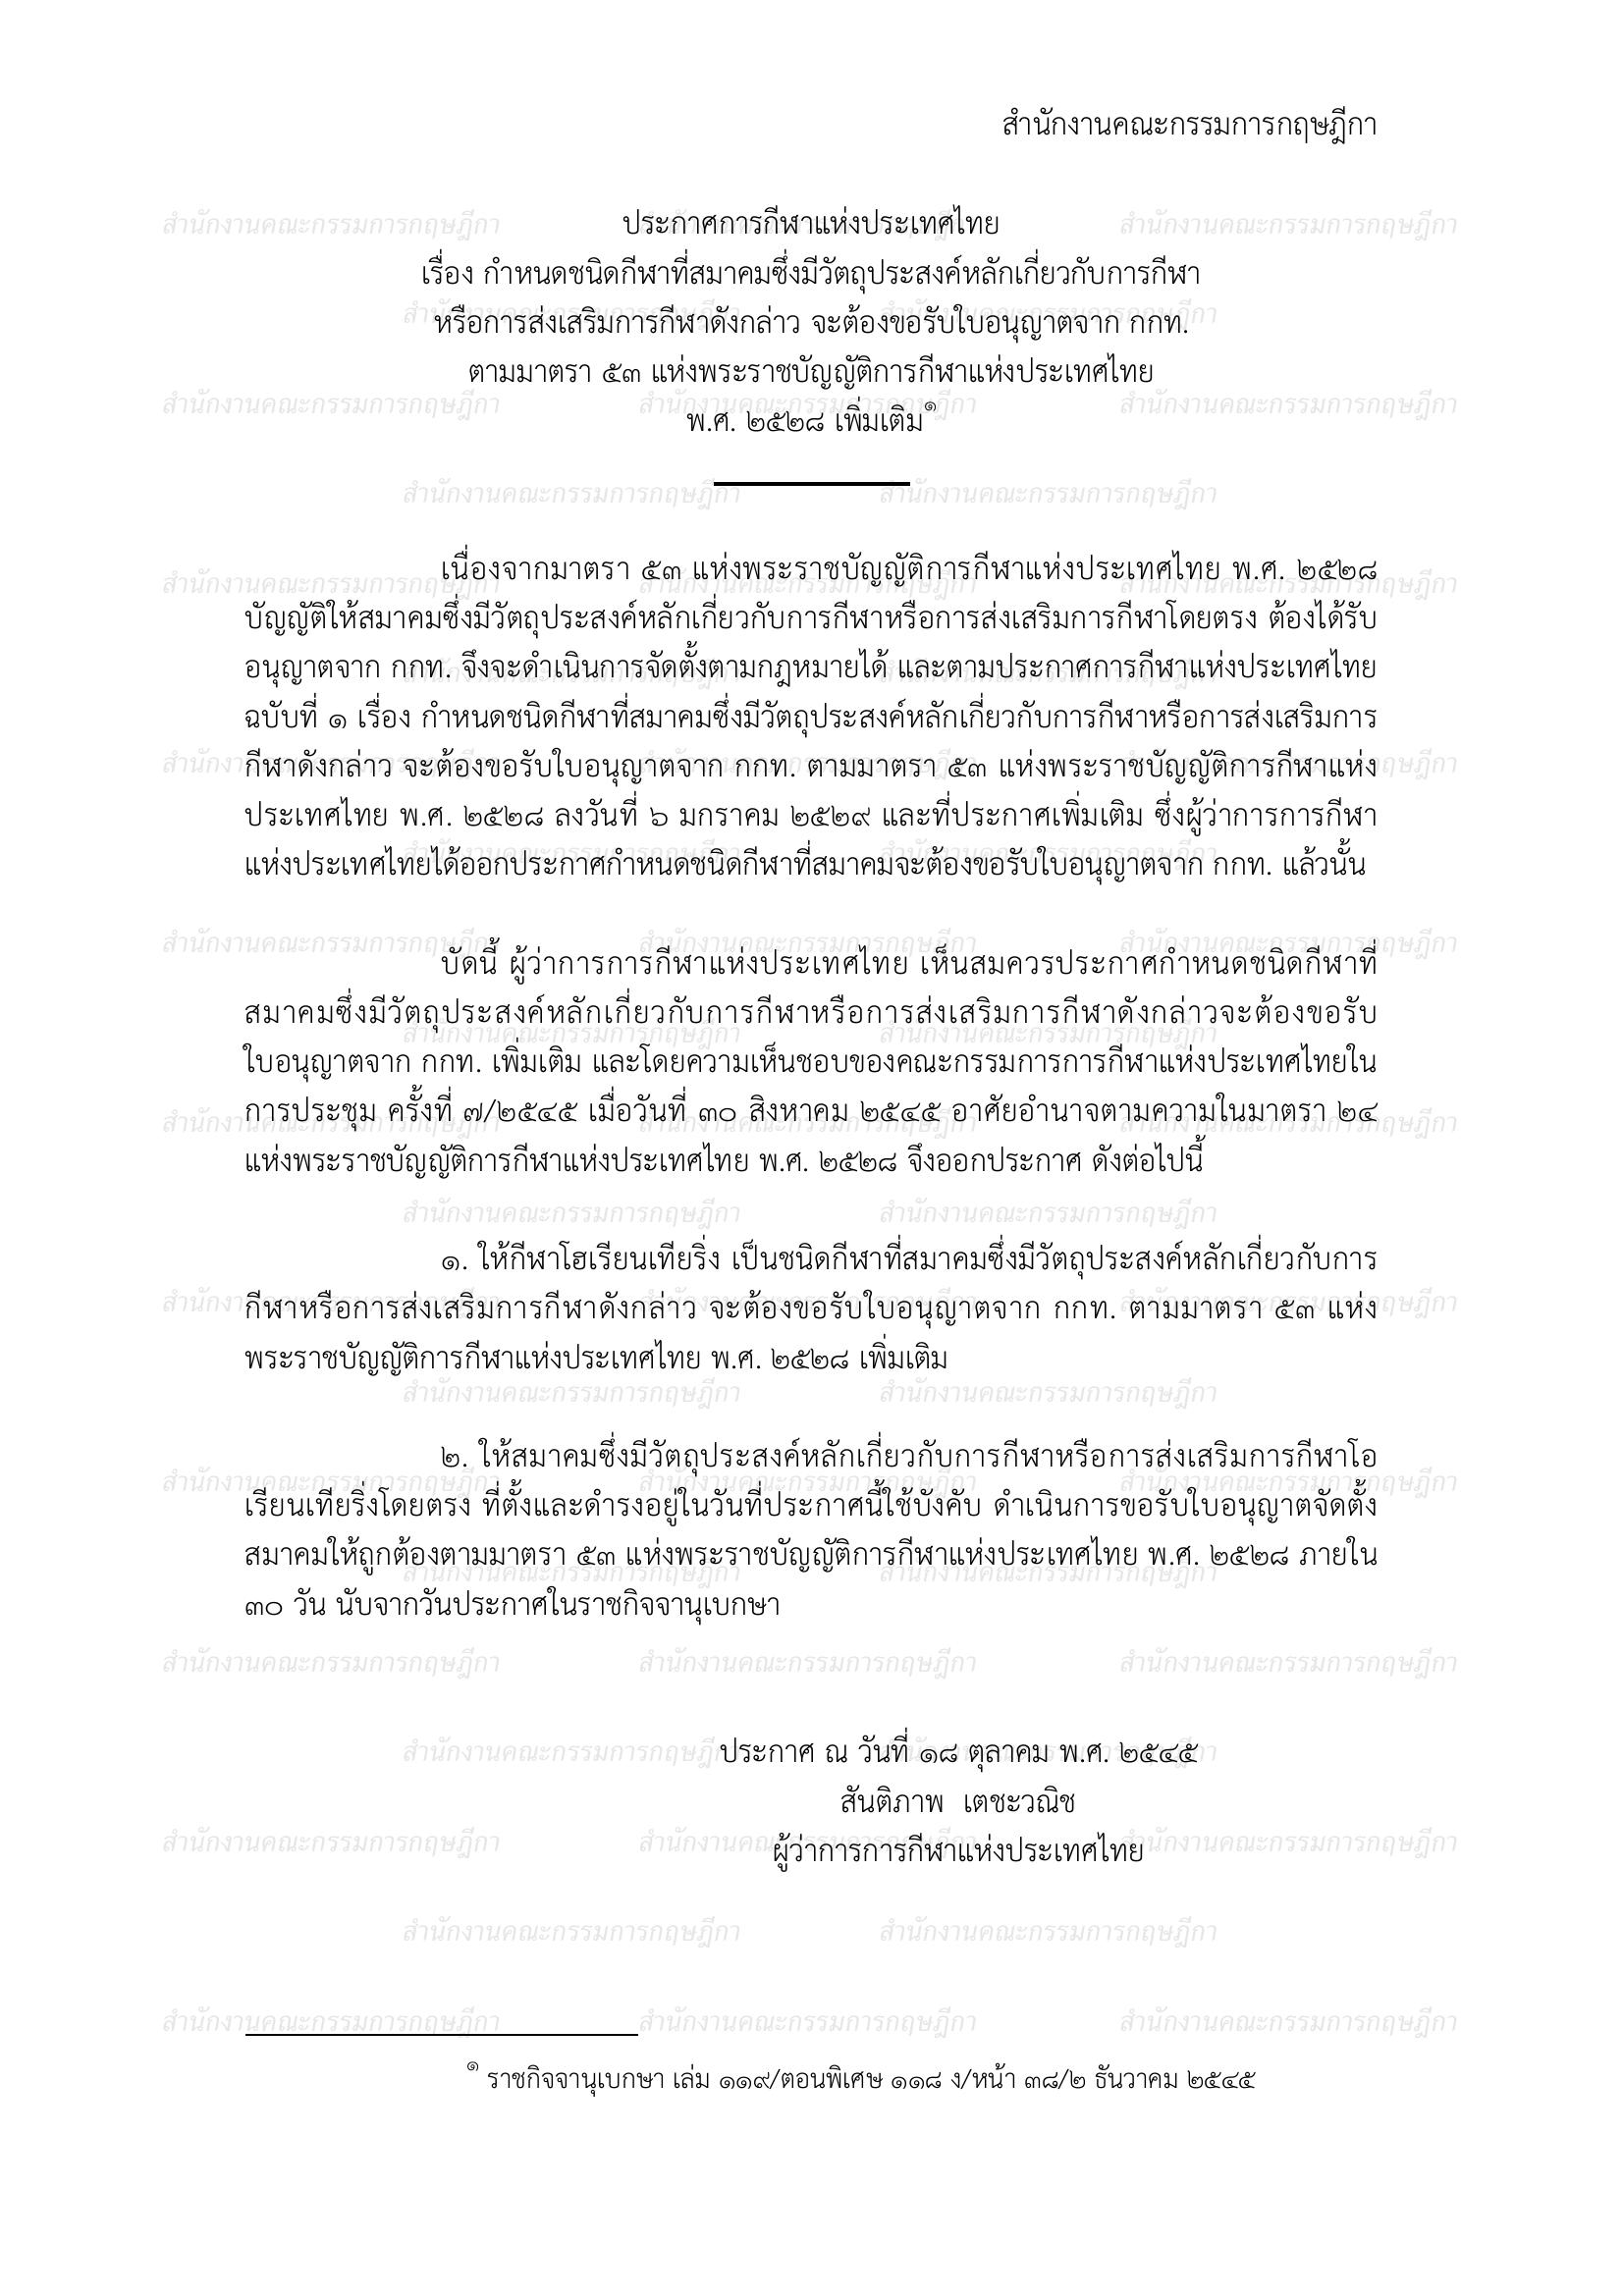 สำนักงานคณะกรรมการกฤษฎีกา
ประกาศการกีฬาแห่งประเทศไทย
เรื่อง กำหนดชนิดกีฬาที่สมาคมซึ่งมีวัตถุประสงค์หลักเกี่ยวกับการกีฬา
หรือการส่งเสริมการกีฬาดังกล่าว จะต้องขอรับใบอนุญาตจาก กกท.
ตามมาตรา ๕๓ แห่งพระราชบัญญัติการกีฬาแห่งประเทศไทย
พ.ศ. ๒๕๒๘ เพิ่มเติม๑
เนื่องจากมาตรา ๕๓ แห่งพระราชบัญญัติการกีฬาแห่งประเทศไทย พ.ศ. ๒๕๒๘
บัญญัติให้สมาคมซึ่งมีวัตถุประสงค์หลักเกี่ยวกับการกีฬาหรือการส่งเสริมการกีฬาโดยตรง ต้องได้รับ
อนุญาตจาก กกท. จึงจะดำเนินการจัดตั้งตามกฎหมายได้ และตามประกาศการกีฬาแห่งประเทศไทย
ฉบับที่ ๑ เรื่อง กำหนดชนิดกีฬาที่สมาคมซึ่งมีวัตถุประสงค์หลักเกี่ยวกับการกีฬาหรือการส่งเสริมการ
กีฬาดังกล่าว จะต้องขอรับใบอนุญาตจาก กกท. ตามมาตรา ๕๓ แห่งพระราชบัญญัติการกีฬาแห่ง
ประเทศไทย พ.ศ. ๒๕๒๘ ลงวันที่ ๖ มกราคม ๒๕๒๙ และที่ประกาศเพิ่มเติม ซึ่งผู้ว่าการการกีฬา
แห่งประเทศไทยได้ออกประกาศกำหนดชนิดกีฬาที่สมาคมจะต้องขอรับใบอนุญาตจาก กกท. แล้วนั้น
บัดนี้ ผู้ว่าการการกีฬาแห่งประเทศไทย เห็นสมควรประกาศกำหนดชนิดกีฬาที่
สมาคมซึ่งมีวัตถุประสงค์หลักเกี่ยวกับการกีฬาหรือการส่งเสริมการกีฬาดังกล่าวจะต้องขอรับ
ใบอนุญาตจาก กกท. เพิ่มเติม และโดยความเห็นชอบของคณะกรรมการการกีฬาแห่งประเทศไทยใน
การประชุม ครั้งที่ ๗/๒๕๔๕ เมื่อวันที่ ๓๐ สิงหาคม ๒๕๔๕ อาศัยอำนาจตามความในมาตรา ๒๔
แห่งพระราชบัญญัติการกีฬาแห่งประเทศไทย พ.ศ. ๒๕๒๘ จึงออกประกาศ ดังต่อไปนี้
๑. ให้กีฬาโฮเรียนเทียริ่ง เป็นชนิดกีฬาที่สมาคมซึ่งมีวัตถุประสงค์หลักเกี่ยวกับการ
กีฬาหรือการส่งเสริมการกีฬาดังกล่าว จะต้องขอรับใบอนุญาตจาก กกท. ตามมาตรา ๕๓ แห่ง
พระราชบัญญัติการกีฬาแห่งประเทศไทย พ.ศ. ๒๕๒๘ เพิ่มเติม
๒. ให้สมาคมซึ่งมีวัตถุประสงค์หลักเกี่ยวกับการกีฬาหรือการส่งเสริมการกีฬาโอ
เรียนเทียริ่งโดยตรง ที่ตั้งและดำรงอยู่ในวันที่ประกาศนี้ใช้บังคับ ดำเนินการขอรับใบอนุญาตจัดตั้ง
สมาคมให้ถูกต้องตามมาตรา ๕๓ แห่งพระราชบัญญัติการกีฬาแห่งประเทศไทย พ.ศ. ๒๕๒๘ ภายใน
๓๐ วัน นับจากวันประกาศในราชกิจจานุเบกษา
ประกาศ ณ วันที่ ๑๘ ตุลาคม พ.ศ. ๒๕๔๕
สันติภาพ เตชะวณิช
ผู้ว่าการการกีฬาแห่งประเทศไทย
๑ ราชกิจจานุเบกษา เล่ม ๑๑๙/ตอนพิเศษ ๑๑๘ ง/หน้า ๓๘/๒ ธันวาคม ๒๕๔๕